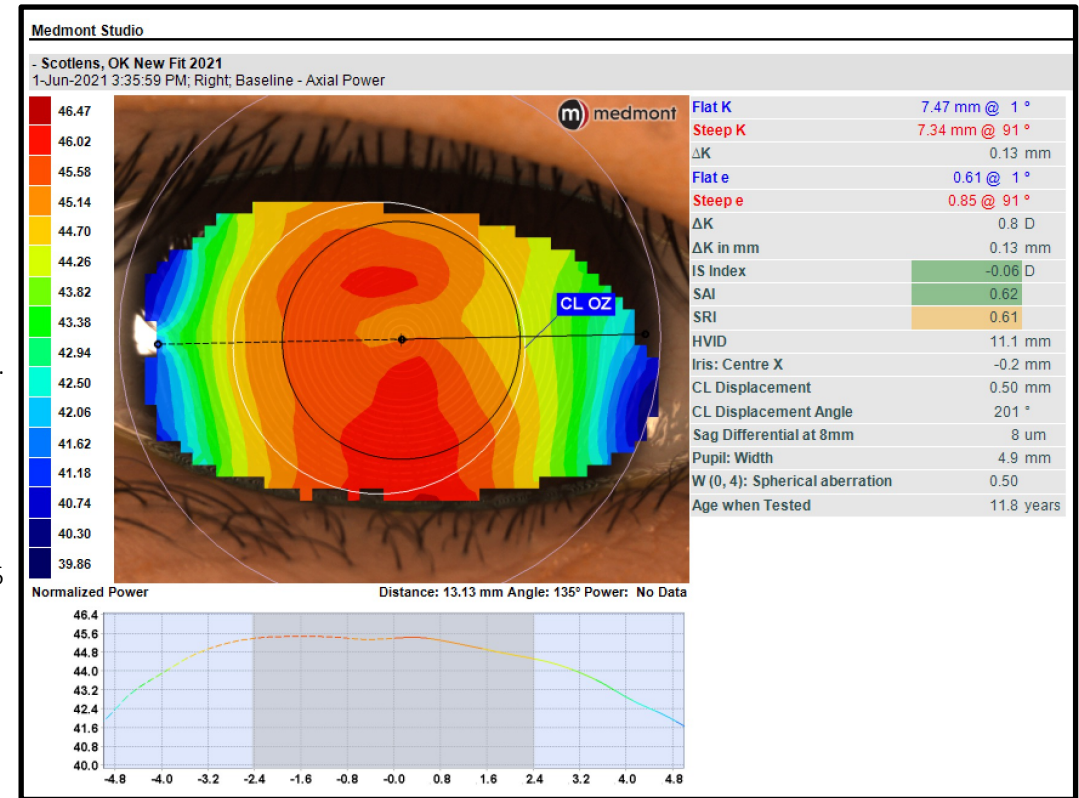 Medmont Studio
- Scotlens, OK New Fit 2021
1-Jun-2021 3:35:59 PM; Right; Baseline - Axial Power
46.47
46.02
45.58
45.14
44.70
44.26
43.82
43.38
42.94
42.50
42.06
41.62
41.18
40.74
40.30
39.86
m medmont
CL OZ
Flat K 7.47 mm @ 1 °
Steep K 7.34 mm @ 91 °
∆K 0.13 mm
Flat e 0.61 @ 1 °
Steep e 0.85 @ 91 °
ΔK 0.8 D
ΔK in mm 0.13 mm
IS Index -0.06 D
SAI 0.62
SRI 0.61
HVID 11.1 mm
Iris: Centre X -0.2 mm
CL Displacement 0.50 mm
CL Displacement Angle 201 °
Sag Differential at 8mm 8 um
Pupil: Width 4.9 mm
W (0, 4): Spherical aberration 0.50
Age when Tested 11.8 years
Normalized Power Distance: 13.13 mm Angle: 135° Power: No Data
46.4
45.6
44.8
44.0
43.2
42.4
41.6
40.8
40.0
-4.8 -4.0 -3.2 -2.4 -1.6 -0.8 -0.0 0.8 1.6 2.4 3.2 4.0 4.8